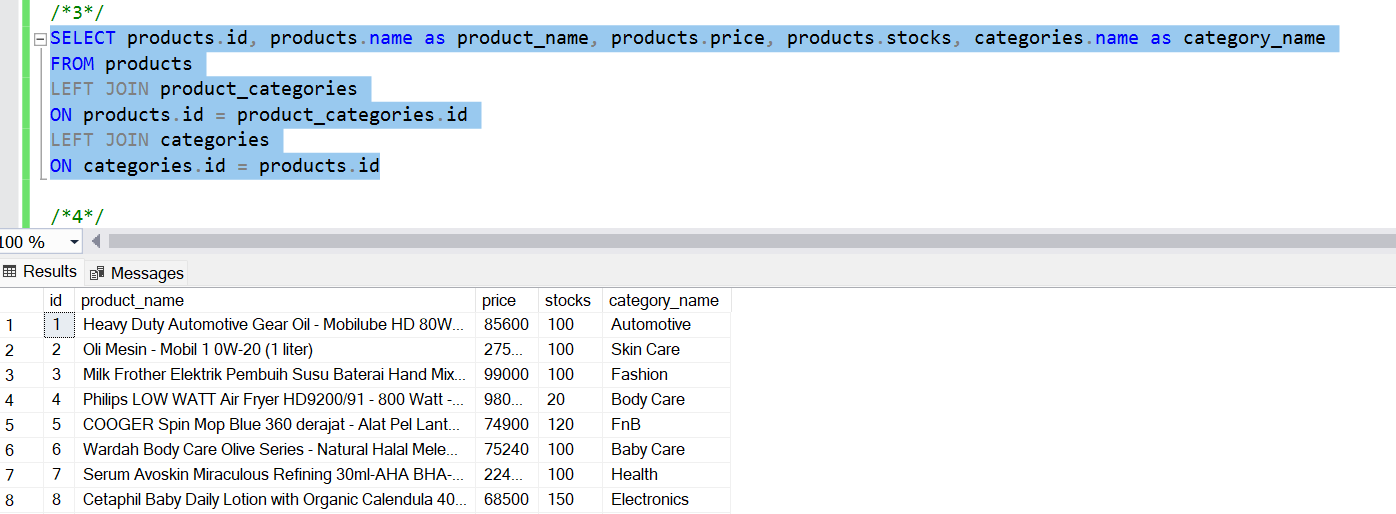 /*3*/
SELECT products.id, products.name as product_name, products.price, products.stocks, categories.name as category_name
FROM products
LEFT JOIN product_categories
ON products.id = product_categories.id
LEFT JOIN categories
ON categories.id = products.id
/*4*/
100 %
Results Messages
id product_name price stocks category_name
1 1 Heavy Duty Automotive Gear Oil - Mobilube HD 80W... 85600 100 Automotive
2 2 Oli Mesin - Mobil 1 0W-20 (1 liter) 275... 100 Skin Care
3 3 Milk Frother Elektrik Pembuih Susu Baterai Hand Mix... 99000 100 Fashion
4 4 Philips LOW WATT Air Fryer HD9200/91 - 800 Watt -... 980... 20 Body Care
5 5 COOGER Spin Mop Blue 360 derajat - Alat Pel Lant... 74900 120 FnB
6 6 Wardah Body Care Olive Series - Natural Halal Mele... 75240 100 Baby Care
7 7 Serum Avoskin Miraculous Refining 30ml-AHA BHA-... 224... 100 Health
8 8 Cetaphil Baby Daily Lotion with Organic Calendula 40... 68500 150 Electronics